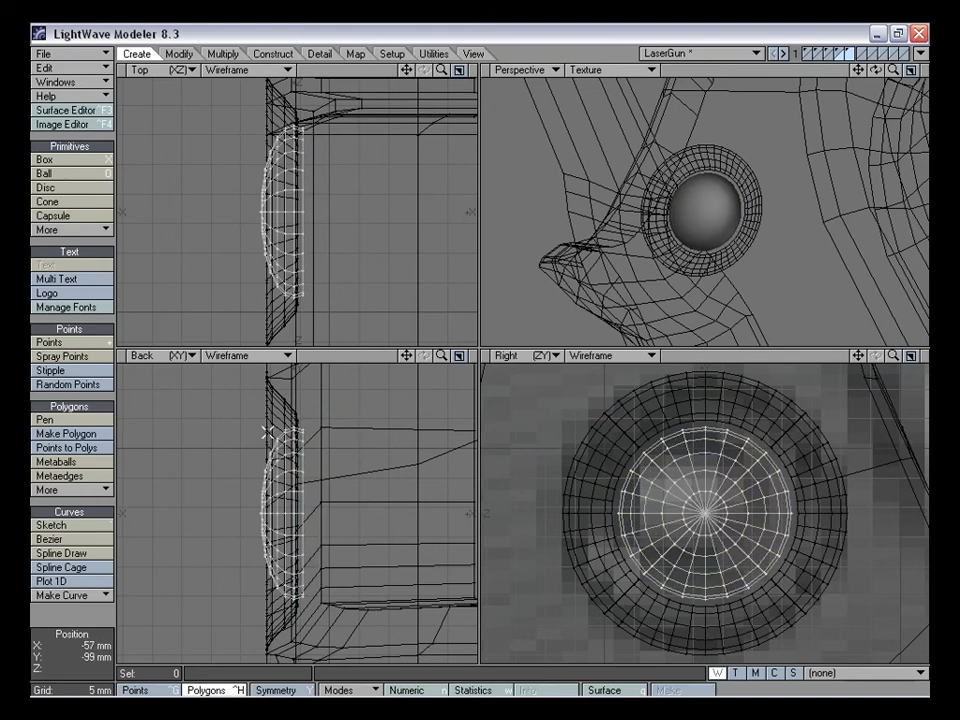 LightWave Modeler 8.3
File Create Modify Multiply Construct Detail Map Setup Utilities View LaserGun * 1
Edit Top (XZ) Wireframe Perspective Texture
Windows
Help
Surface Editor F3
Image Editor ^F4
Primitives
Box X
Ball O
Disc
Cone
Capsule
More
Text
Text
Multi Text
Logo
Manage Fonts
Points
Points +
Back (XY) Wireframe Right (ZY) Wireframe
Spray Points
Stipple
Random Points
Polygons
Pen
Make Polygon
Points to Polys
Metaballs
Metaedges
More
Curves
Sketch
Bezier
Spline Draw
Spline Cage
Plot 1D
Make Curve
Position
X: -57 mm
Y: -99 mm
Z:
Sel: 0 W T M C S (none)
Grid: 5 mm Points ^G Polygons ^H Symmetry Modes Numeric n Statistics w Info Surface q Make